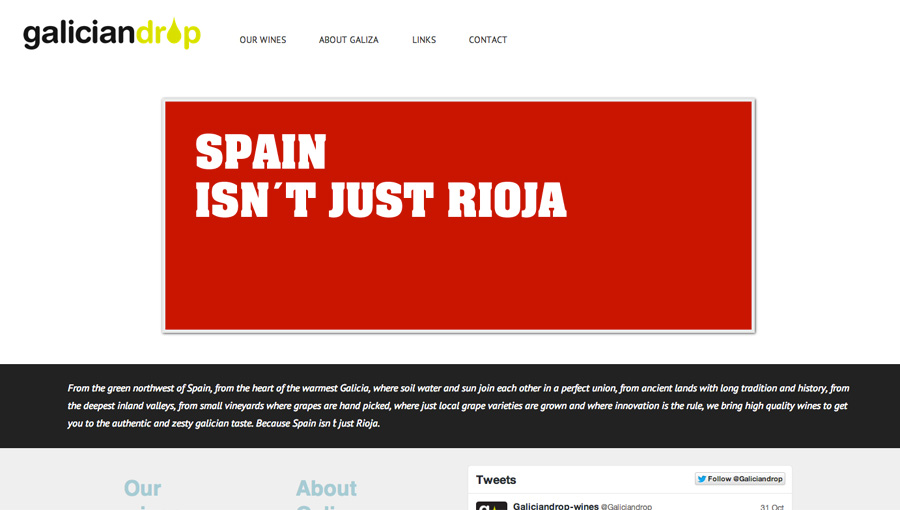 galiciandrop
OUR WINES ABOUT GALIZA LINKS CONTACT
SPAIN
ISN´T JUST RIOJA
From the green northwest of Spain, from the heart of the warmest Galicia, where soil water and sun join each other in a perfect union, from ancient lands with long tradition and history, from
the deepest inland valleys, from small vineyards where grapes are hand picked, where just local grape varieties are grown and where innovation is the rule, we bring high quality wines to get
you to the authentic and zesty galician taste. Because Spain isn´t just Rioja.
Our
About
Tweets
Follow @Galiciandrop
Galiciandrop-wines @Galiciandrop 31 Oct